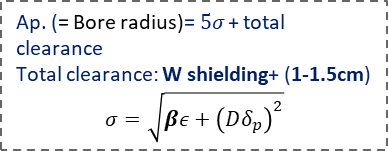 Ap. (= Bore radius)= 5σ + total
clearance
Total clearance: W shielding+ (1-1.5cm)
σ = √(βϵ + (Dδₚ)²)